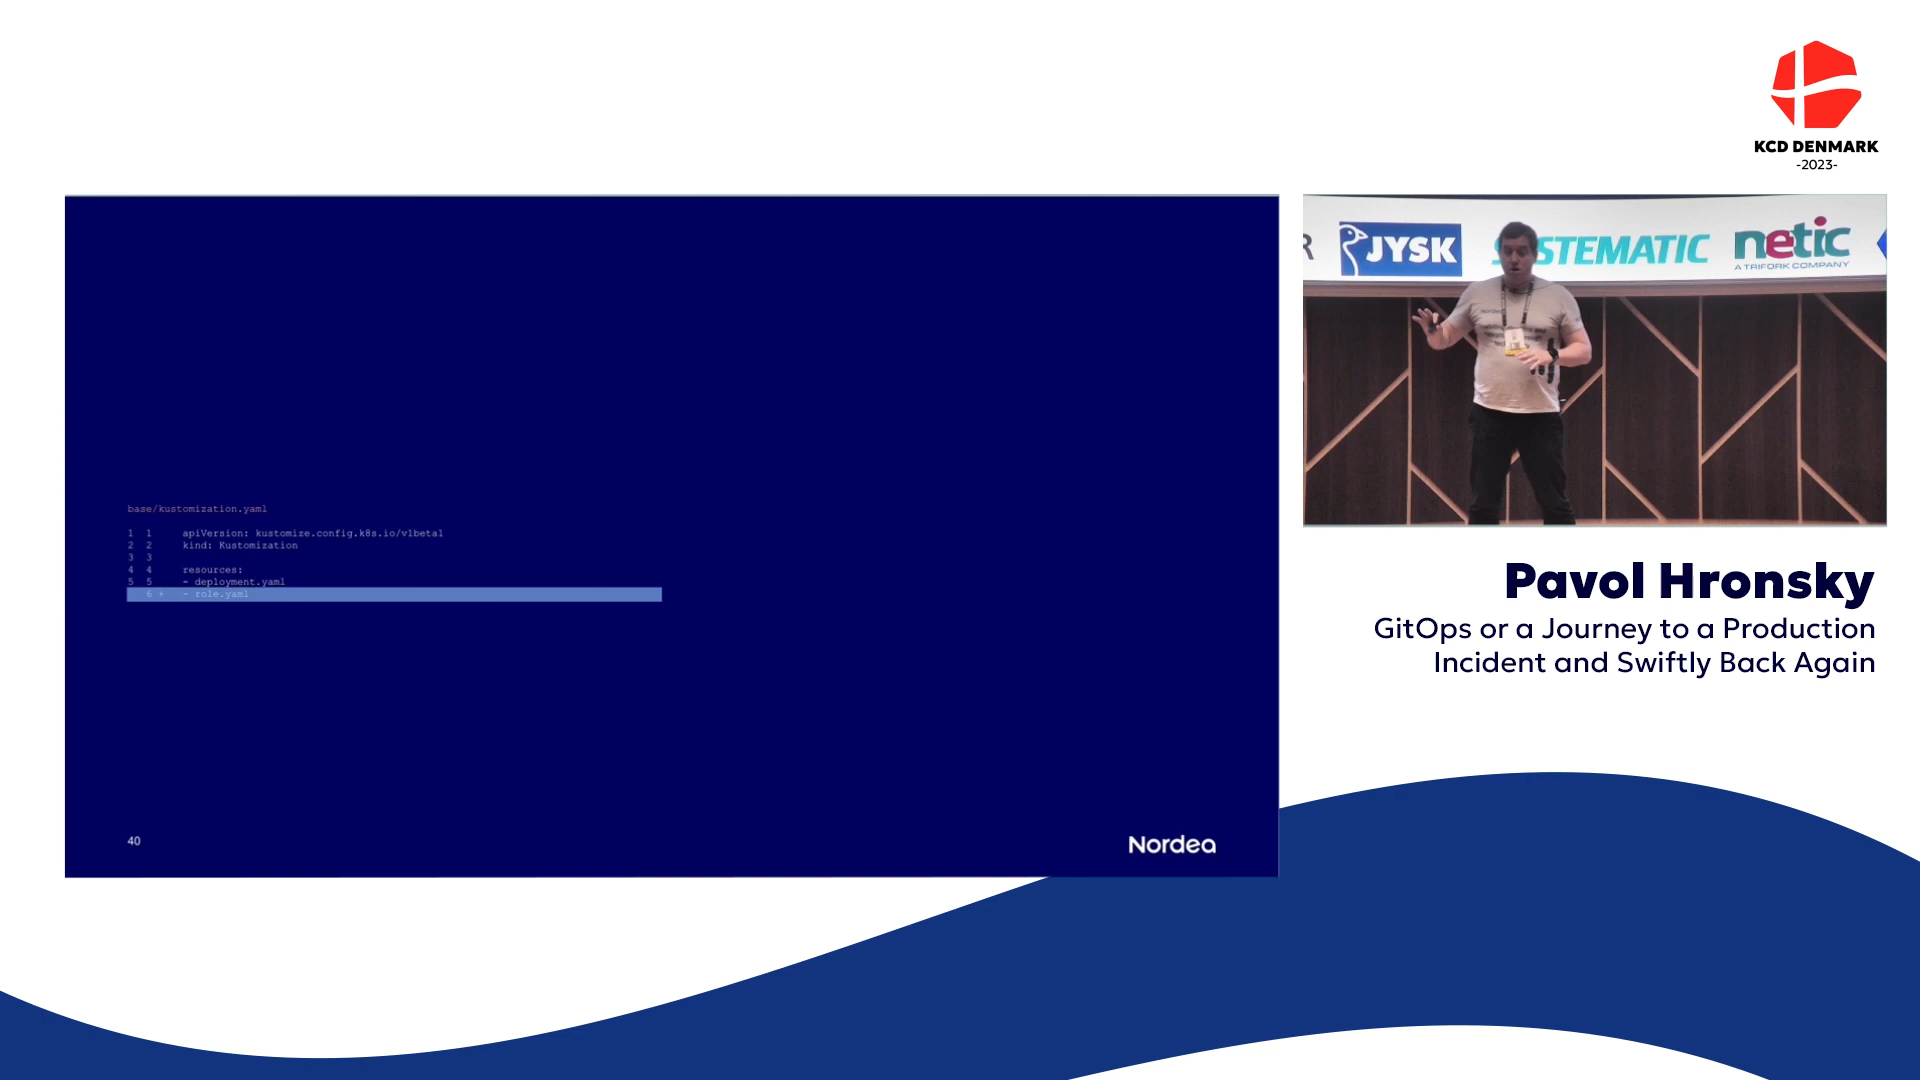 KCD DENMARK
-2023-
R
JYSK
STEMATIC
netic
A TRIFORK COMPANY
base/kustomization.yaml
1 1 apiVersion: kustomize.config.k8s.io/v1beta1
2 2 kind: Kustomization
3 3
4 4 resources:
5 5 - deployment.yaml
6 + - role.yaml
40
Nordea
Pavol Hronsky
GitOps or a Journey to a Production
Incident and Swiftly Back Again